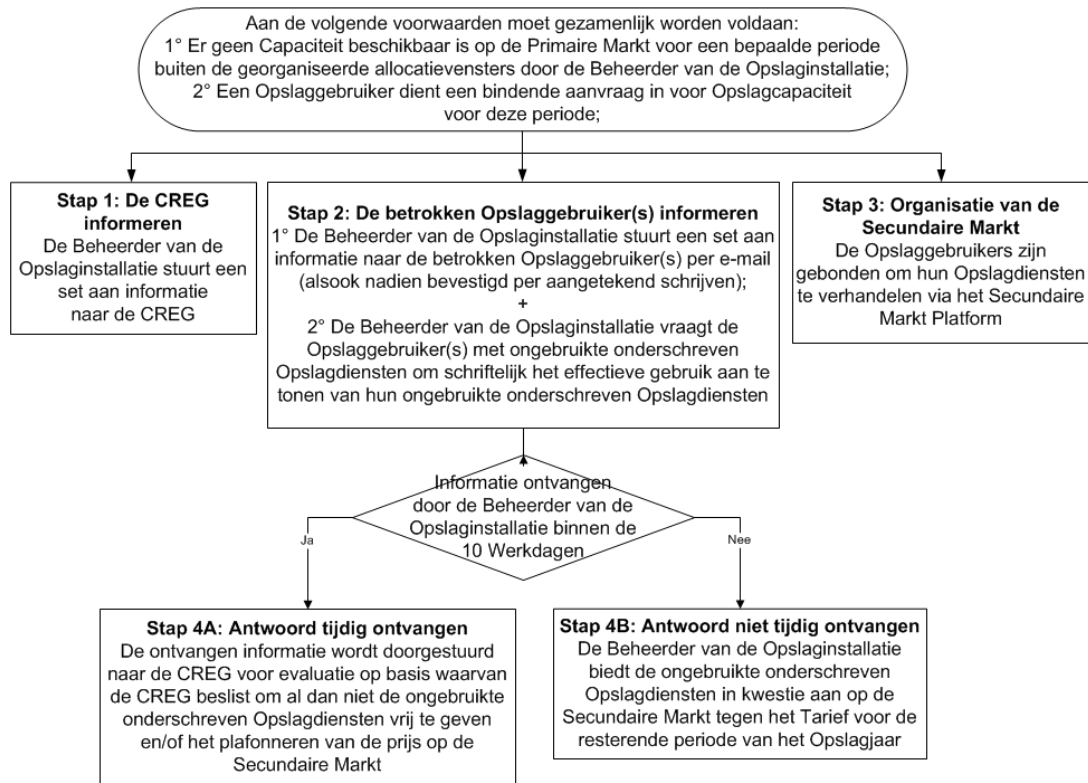 Aan de volgende voorwaarden moet gezamenlijk worden voldaan:
1° Er geen Capaciteit beschikbaar is op de Primaire Markt voor een bepaalde periode
buiten de georganiseerde allocatievensters door de Beheerder van de Opslaginstallatie;
2° Een Opslaggebruiker dient een bindende aanvraag in voor Opslagcapaciteit
voor deze periode;
Stap 1: De CREG
informeren
De Beheerder van de
Opslaginstallatie stuurt een
set aan informatie
naar de CREG
Stap 2: De betrokken Opslaggebruiker(s) informeren
1° De Beheerder van de Opslaginstallatie stuurt een set aan
informatie naar de betrokken Opslaggebruiker(s) per e-mail
(alsook nadien bevestigd per aangetekend schrijven);
+
2° De Beheerder van de Opslaginstallatie vraagt de
Opslaggebruiker(s) met ongebruikte onderschreven
Opslagdiensten om schriftelijk het effectieve gebruik aan te
tonen van hun ongebruikte onderschreven Opslagdiensten
Stap 3: Organisatie van de
Secundaire Markt
De Opslaggebruikers zijn
gebonden om hun Opslagdiensten
te verhandelen via het Secundaire
Markt Platform
Informatie ontvangen
door de Beheerder van de
Opslaginstallatie binnen de
10 Werkdagen
Ja
Nee
Stap 4A: Antwoord tijdig ontvangen
De ontvangen informatie wordt doorgestuurd
naar de CREG voor evaluatie op basis waarvan
de CREG beslist om al dan niet de ongebruikte
onderschreven Opslagdiensten vrij te geven
en/of het plafonneren van de prijs op de
Secundaire Markt
Stap 4B: Antwoord niet tijdig ontvangen
De Beheerder van de Opslaginstallatie
biedt de ongebruikte onderschreven
Opslagdiensten in kwestie aan op de
Secundaire Markt tegen het Tarief voor de
resterende periode van het Opslagjaar